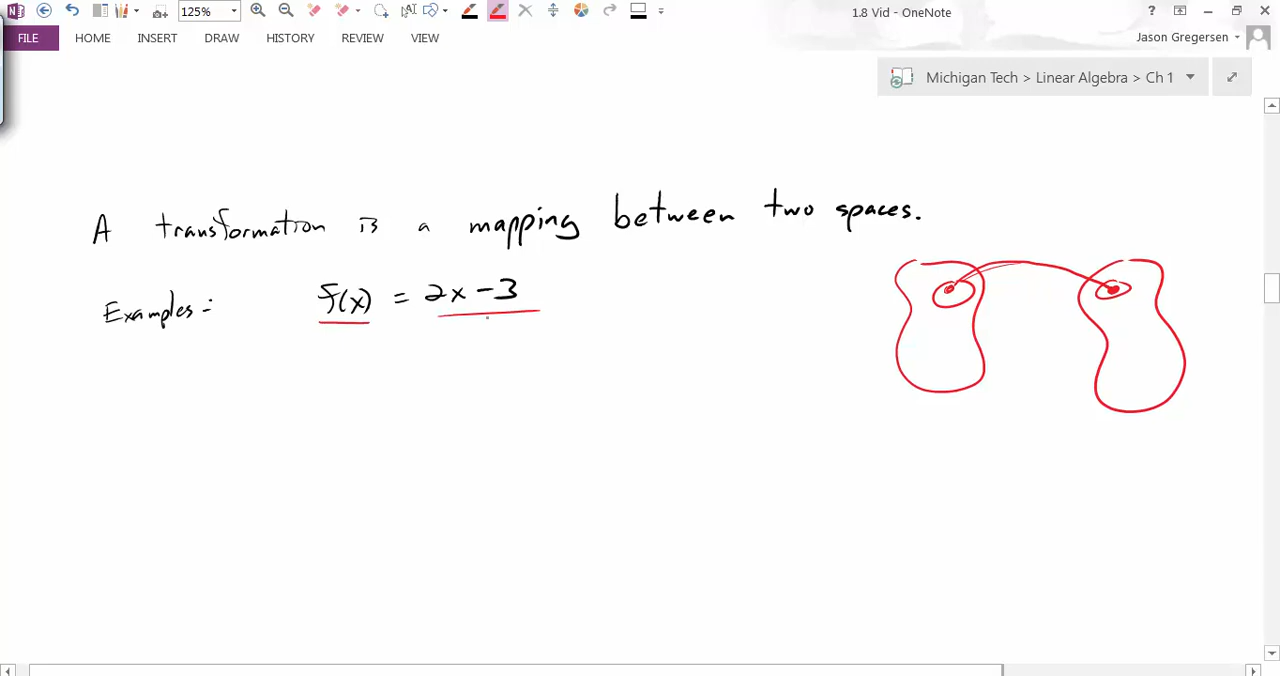 125%
1.8 Vid - OneNote
?
FILE HOME INSERT DRAW HISTORY REVIEW VIEW
Jason Gregersen
Michigan Tech > Linear Algebra > Ch 1
A transformation is a mapping between two spaces.
Examples: f(x) = 2x - 3